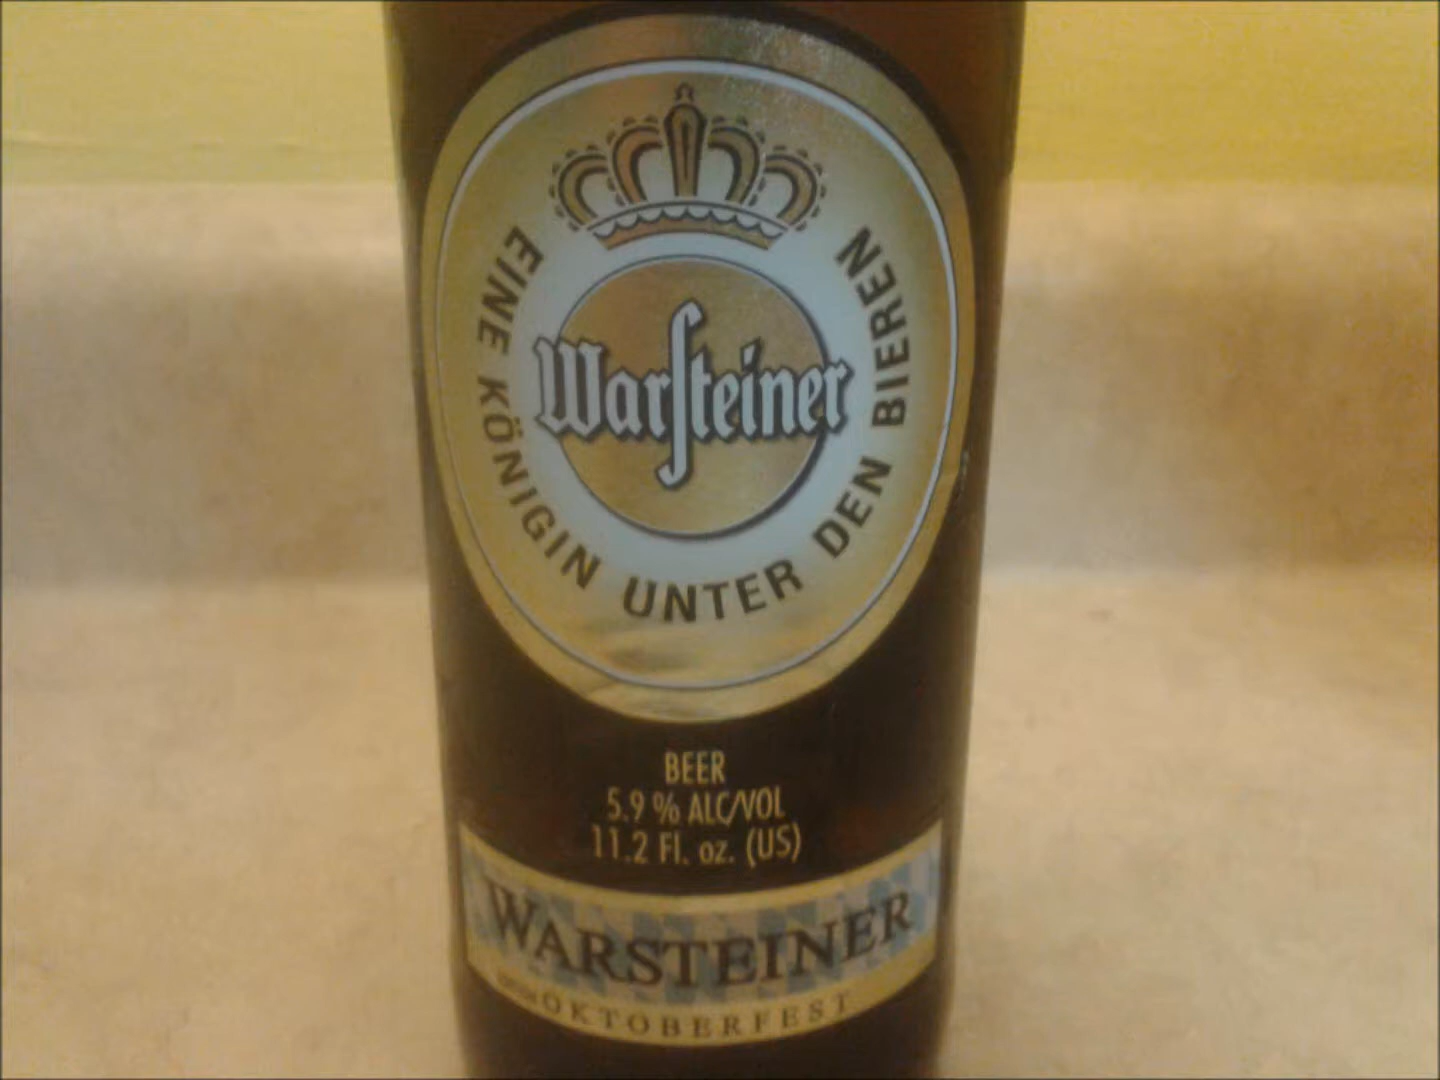 EINE KÖNIGIN UNTER DEN BIEREN
Warsteiner
BEER
5.9 % ALC/VOL
11.2 Fl. oz. (US)
WARSTEINER
OKTOBERFEST